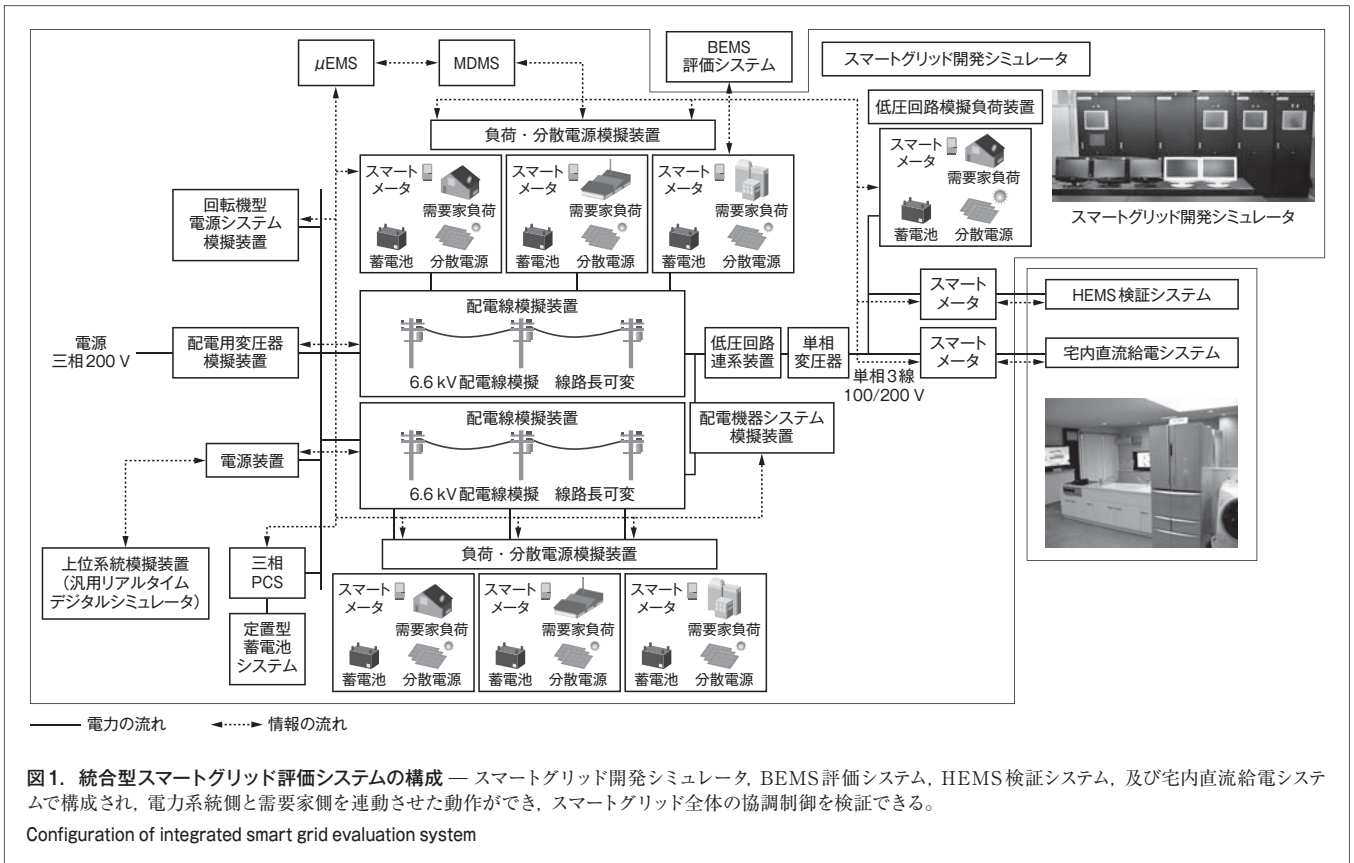 μEMS
MDMS
BEMS
評価システム
スマートグリッド開発シミュレータ
負荷・分散電源模擬装置
低圧回路模擬負荷装置
スマート
メータ
需要家負荷
蓄電池
分散電源
スマート
メータ
需要家負荷
蓄電池
分散電源
スマート
メータ
需要家負荷
蓄電池
分散電源
スマート
メータ
需要家負荷
蓄電池
分散電源
スマートグリッド開発シミュレータ
回転機型
電源システム
模擬装置
電源
三相200 V
配電用変圧器
模擬装置
配電線模擬装置
6.6 kV配電線模擬 線路長可変
低圧回路
連系装置
単相
変圧器
単相3線
100/200 V
スマート
メータ
HEMS検証システム
スマート
メータ
宅内直流給電システム
配電線模擬装置
6.6 kV配電線模擬 線路長可変
配電機器システム
模擬装置
電源装置
上位系統模擬装置
(汎用リアルタイム
デジタルシミュレータ)
三相
PCS
定置型
蓄電池
システム
負荷・分散電源模擬装置
スマート
メータ
需要家負荷
蓄電池
分散電源
スマート
メータ
需要家負荷
蓄電池
分散電源
スマート
メータ
需要家負荷
蓄電池
分散電源
電力の流れ
情報の流れ
図1. 統合型スマートグリッド評価システムの構成 — スマートグリッド開発シミュレータ, BEMS評価システム, HEMS検証システム, 及び宅内直流給電システ
ムで構成され, 電力系統側と需要家側を連動させた動作ができ, スマートグリッド全体の協調制御を検証できる。
Configuration of integrated smart grid evaluation system